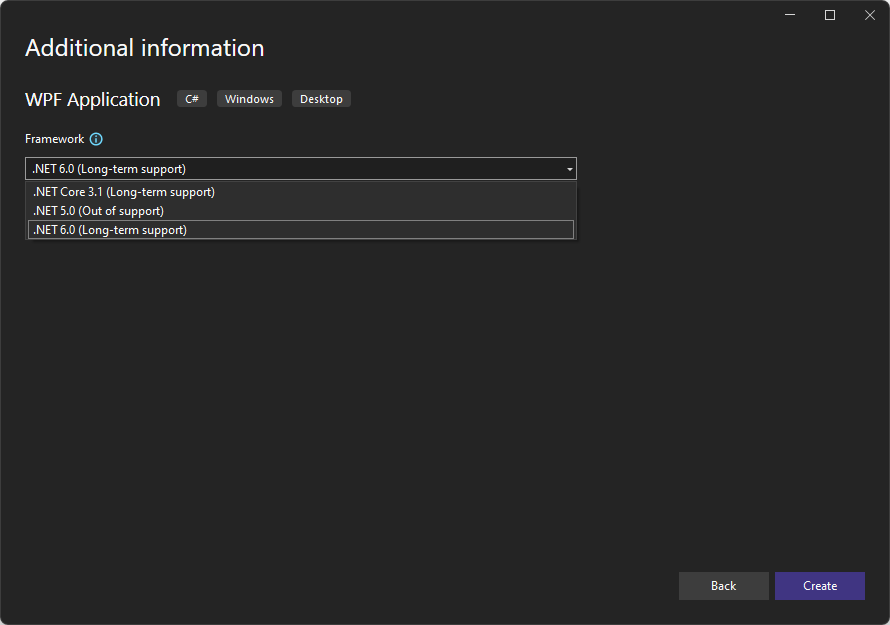 Additional information
WPF Application C# Windows Desktop
Framework
.NET 6.0 (Long-term support)
.NET Core 3.1 (Long-term support)
.NET 5.0 (Out of support)
.NET 6.0 (Long-term support)
Back Create